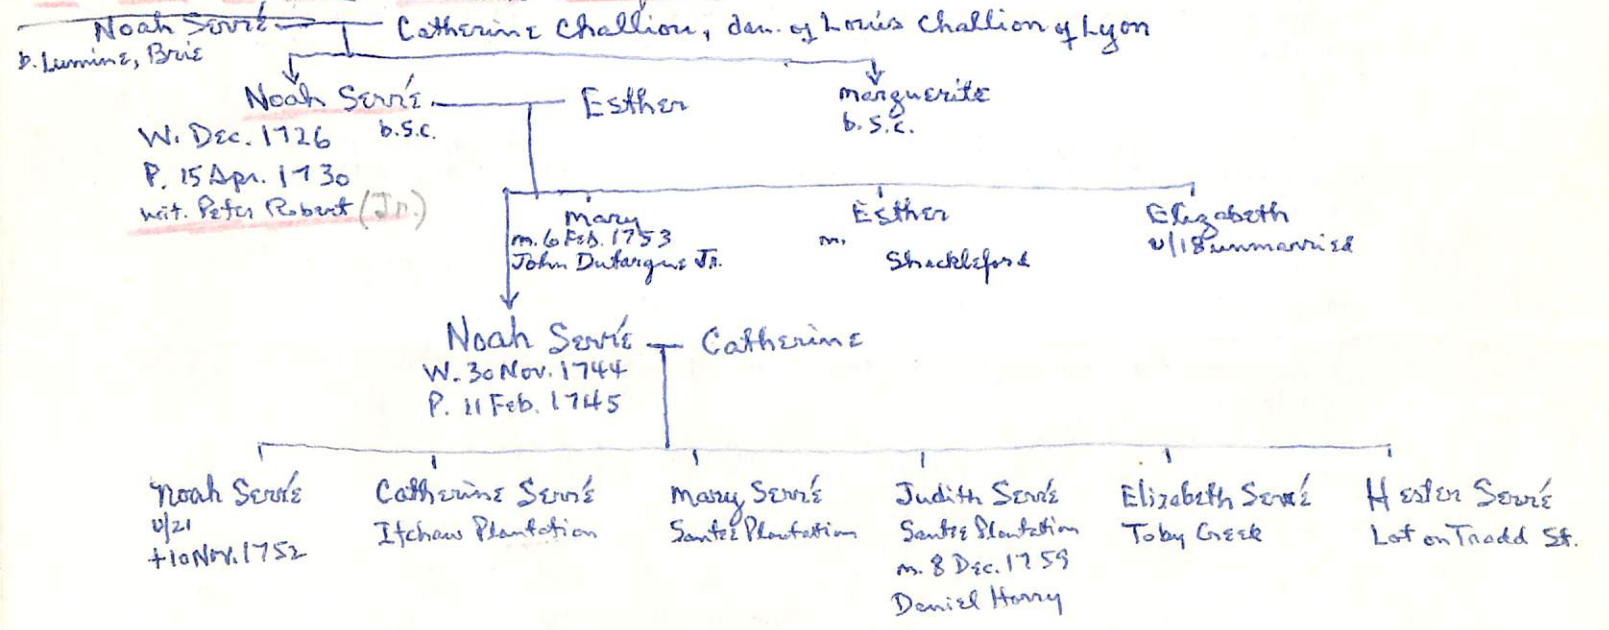 Noah Serré Catherine Challion, dau. of Louis Challion of Lyon
b. Lumine, Brie
Noah Serré Esther Marguerite
b.S.C. b.S.C.
W. Dec. 1726
P. 15 Apr. 1730
wit. Peter Robert (Jr.)
Mary Esther Elizabeth
m. 6 Feb. 1753 m. u/18 unmarried
John Dutarque Jr. Shackleford
Noah Serré Catherine
W. 30 Nov. 1744
P. 11 Feb. 1745
Noah Serré Catherine Serré Mary Serré Judith Serré Elizabeth Serré Hester Serré
u/21 Itchaw Plantation Santee Plantation Santee Plantation Toby Creek Lot on Tradd St.
+10 Nov. 1752 m. 8 Dec. 1759
Daniel Horry